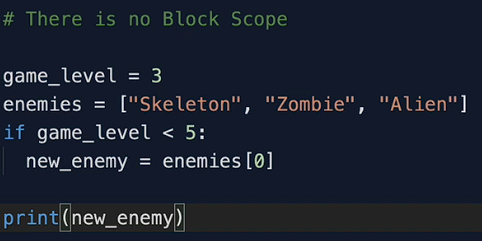 # There is no Block Scope
game_level = 3
enemies = ["Skeleton", "Zombie", "Alien"]
if game_level < 5:
  new_enemy = enemies[0]
print(new_enemy)